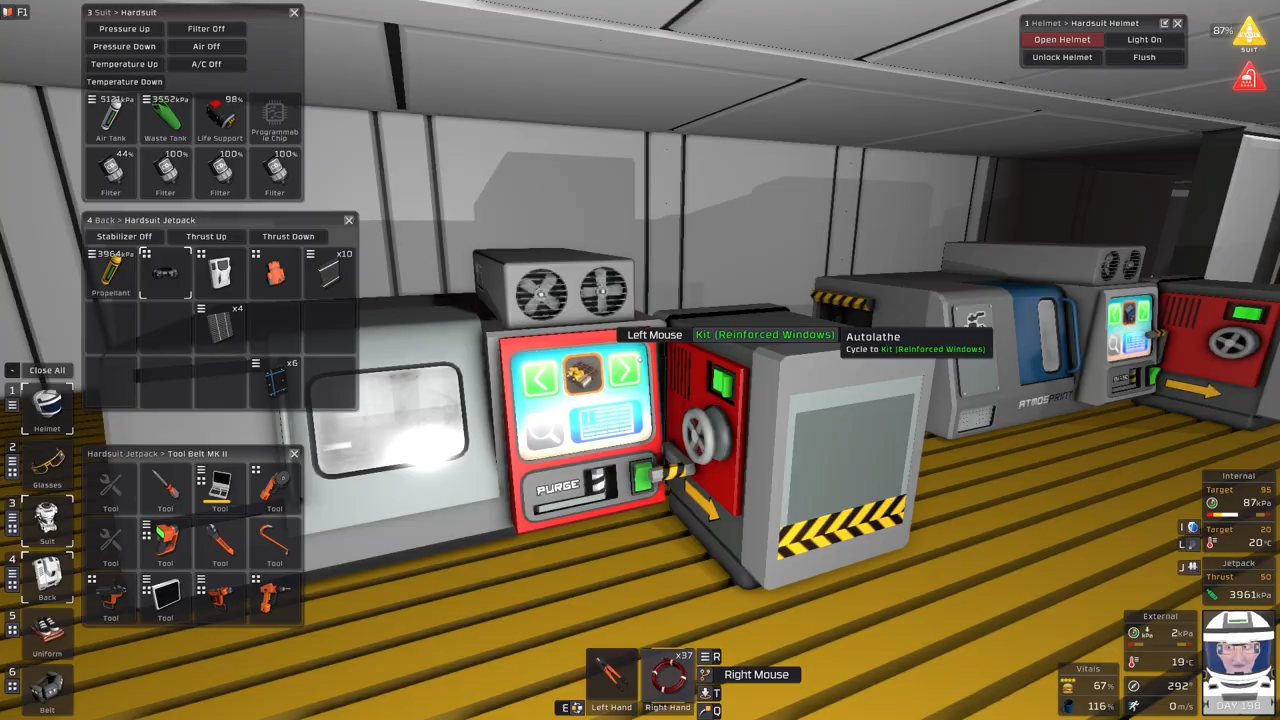 F1
3 Suit > Hardsuit
Pressure Up Filter Off
Pressure Down Air Off
Temperature Up A/C Off
Temperature Down
5121kPa 3552kPa 98%
Air Tank Waste Tank Life Support Programmab
le Chip
44% 100% 100% 100%
Filter Filter Filter Filter
4 Back > Hardsuit Jetpack
Stabilizer Off Thrust Up Thrust Down
3964kPa x10
Propellant
x4
x6
Close All
1
Helmet
2
Glasses
3
Suit
4
Back
5
Uniform
6
Belt
Hardsuit Jetpack > Tool Belt MK II
Tool Tool Tool Tool
Tool Tool Tool Tool
Tool Tool Tool Tool
1 Helmet > Hardsuit Helmet
Open Helmet Light On
Unlock Helmet Flush
87%
SUIT
Left Mouse Kit (Reinforced Windows)
Autolathe
Cycle to Kit (Reinforced Windows)
PURGE
ATMOSPRINT
x37
R
Right Mouse
T
E Left Hand Right Hand Q
Internal
Target 95
87kPa
Target 20
20°C
I
L
J
Jetpack
Thrust 50
3961kPa
External
kPa 2kPa
19°C
292°
0m/s
Vitals
67%
116%
DAY 198